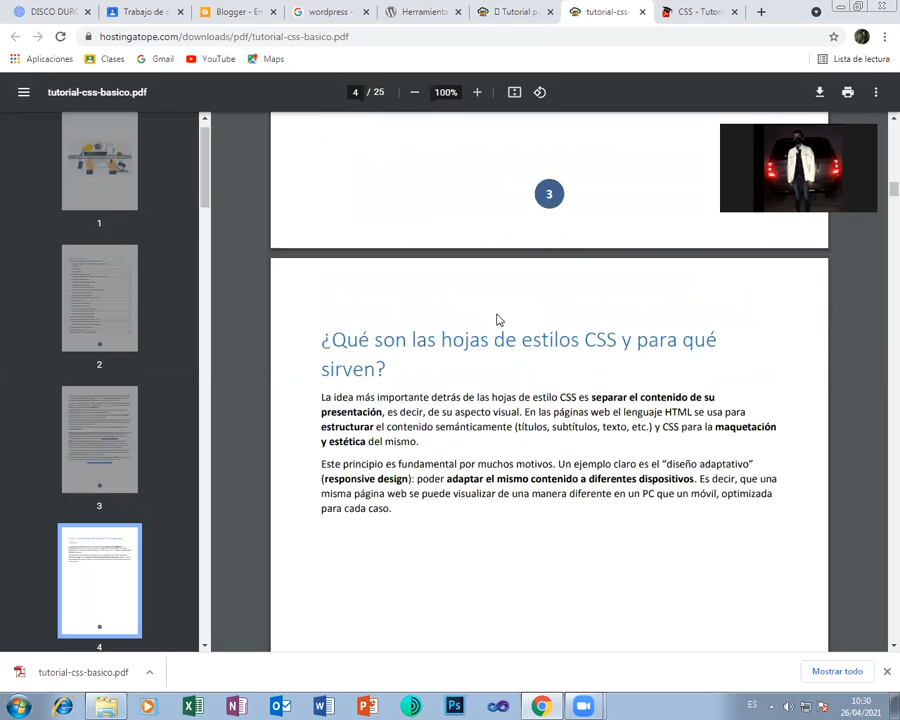 DISCO DURO
Trabajo de c
Blogger - En
wordpress -
Herramienta
Tutorial p
tutorial-css-
CSS - Tutori
hostingatope.com/downloads/pdf/tutorial-css-basico.pdf
Aplicaciones
Clases
Gmail
YouTube
Maps
Lista de lectura
tutorial-css-basico.pdf
4 / 25
100%
3
1
2
3
4
¿Qué son las hojas de estilos CSS y para qué
sirven?
La idea más importante detrás de las hojas de estilo CSS es separar el contenido de su
presentación, es decir, de su aspecto visual. En las páginas web el lenguaje HTML se usa para
estructurar el contenido semánticamente (títulos, subtítulos, texto, etc.) y CSS para la maquetación
y estética del mismo.
Este principio es fundamental por muchos motivos. Un ejemplo claro es el “diseño adaptativo”
(responsive design): poder adaptar el mismo contenido a diferentes dispositivos. Es decir, que una
misma página web se puede visualizar de una manera diferente en un PC que un móvil, optimizada
para cada caso.
tutorial-css-basico.pdf
Mostrar todo
ES
10:30
26/04/2021